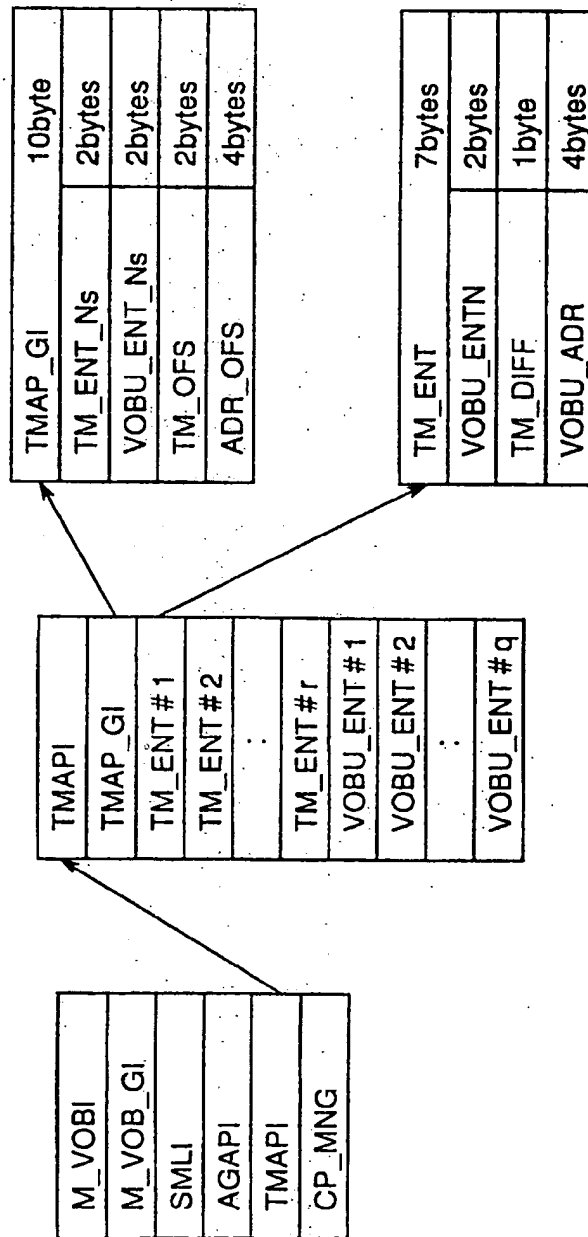 M_VOBI
M_VOB_GI
SMLI
AGAPI
TMAPI
CP_MNG
TMAPI
TMAP_GI
TM_ENT#1
TM_ENT#2
:
TM_ENT#r
VOBU_ENT#1
VOBU_ENT#2
:
VOBU_ENT#q
TMAP_GI 10byte
TM_ENT_Ns 2bytes
VOBU_ENT_Ns 2bytes
TM_OFS 2bytes
ADR_OFS 4bytes
TM_ENT 7bytes
VOBU_ENTN 2bytes
TM_DIFF 1byte
VOBU_ADR 4bytes